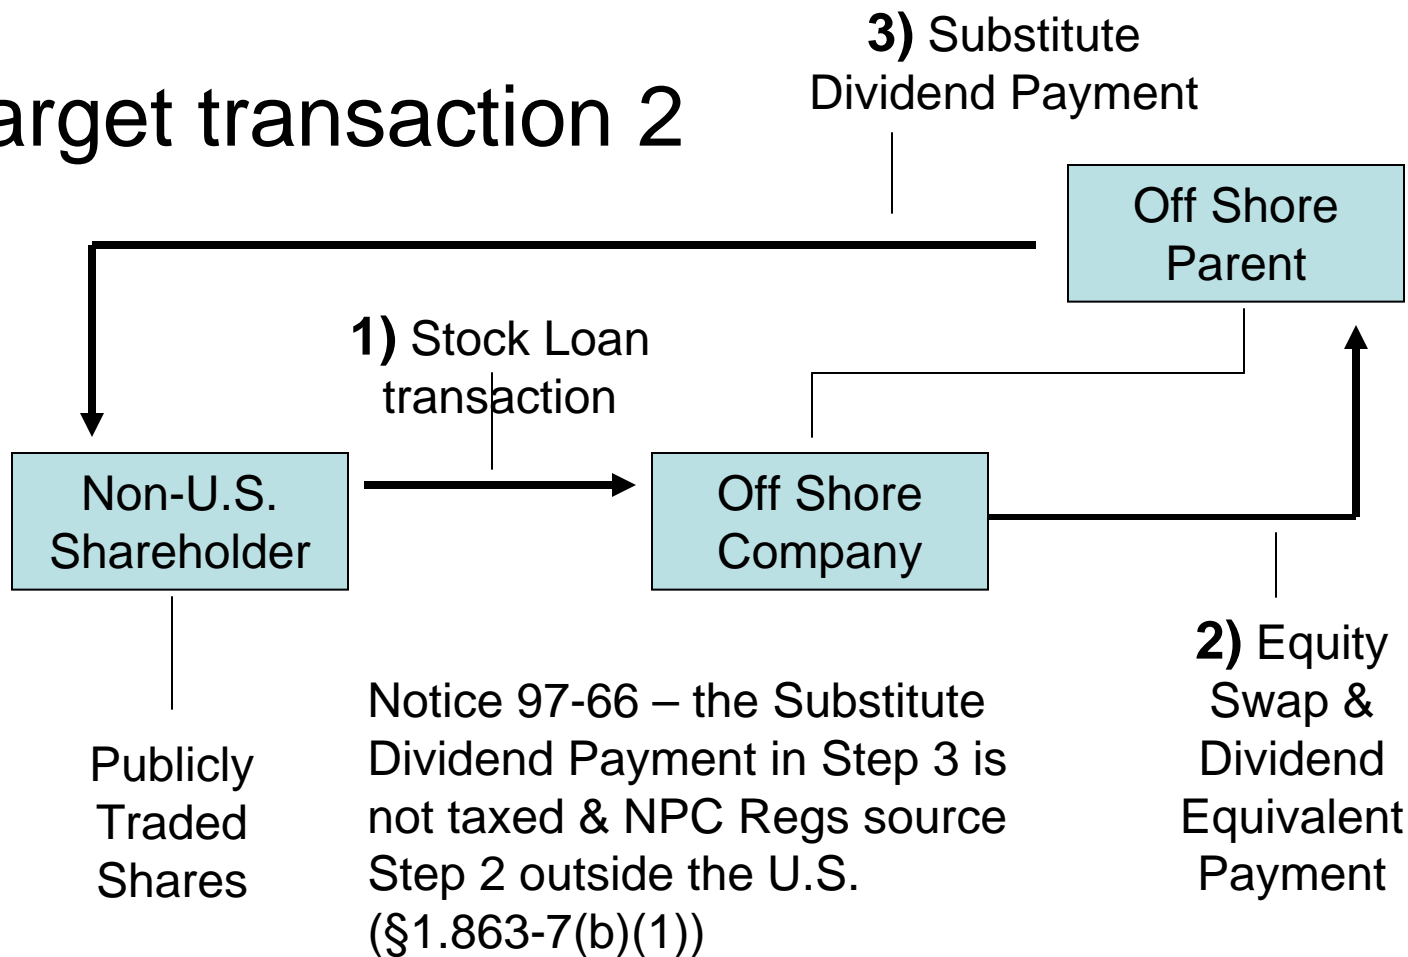 3) Substitute
Dividend Payment
arget transaction 2
Off Shore
Parent
1) Stock Loan
transaction
Non-U.S.
Shareholder
Off Shore
Company
2) Equity
Swap &
Dividend
Equivalent
Payment
Publicly
Traded
Shares
Notice 97-66 – the Substitute
Dividend Payment in Step 3 is
not taxed & NPC Regs source
Step 2 outside the U.S.
(§1.863-7(b)(1))